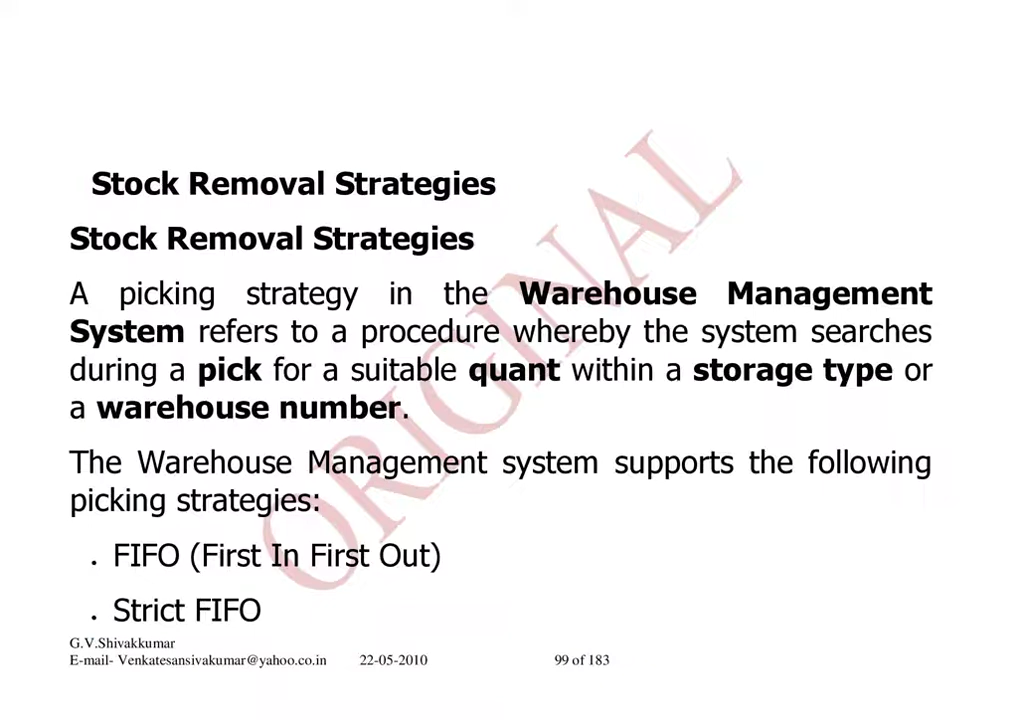 Stock Removal Strategies
Stock Removal Strategies
A picking strategy in the Warehouse Management
System refers to a procedure whereby the system searches
during a pick for a suitable quant within a storage type or
a warehouse number.
The Warehouse Management system supports the following
picking strategies:
. FIFO (First In First Out)
. Strict FIFO
G.V.Shivakkumar
E-mail- Venkatesansivakumar@yahoo.co.in 22-05-2010 99 of 183
ORIGINAL